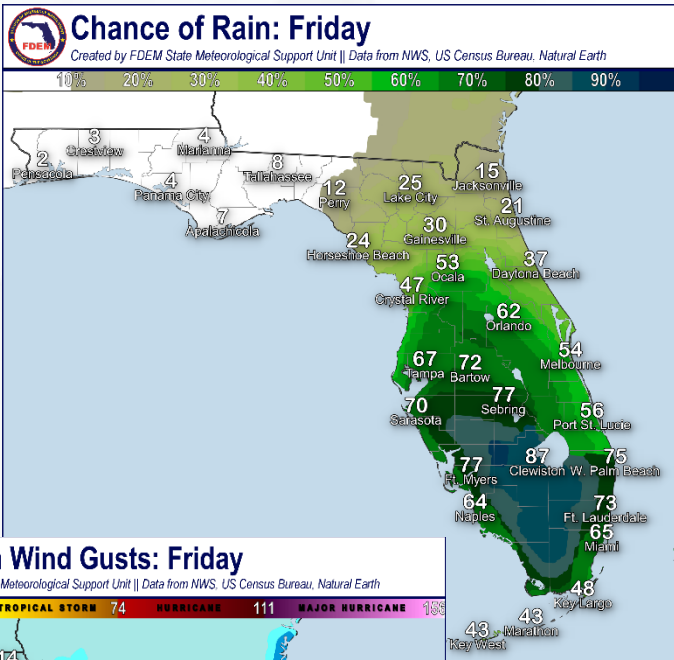 FDEM
Chance of Rain: Friday
Created by FDEM State Meteorological Support Unit || Data from NWS, US Census Bureau, Natural Earth
10% 20% 30% 40% 50% 60% 70% 80% 90%
3
Crestview
4
Marianna
2
Pensacola
8
Tallahassee
4
Panama City
7
Apalachicola
12
Perry
25
Lake City
15
Jacksonville
21
St. Augustine
30
Gainesville
24
Horseshoe Beach
53
Ocala
37
Daytona Beach
47
Crystal River
62
Orlando
54
Melbourne
67
Tampa
72
Bartow
77
Sebring
70
Sarasota
56
Port St. Lucie
77
Ft. Myers
87
Clewiston
75
W. Palm Beach
64
Naples
73
Ft. Lauderdale
65
Miami
48
Key Largo
43
Marathon
43
Key West
Wind Gusts: Friday
Meteorological Support Unit || Data from NWS, US Census Bureau, Natural Earth
TROPICAL STORM 74 HURRICANE 111 MAJOR HURRICANE
14